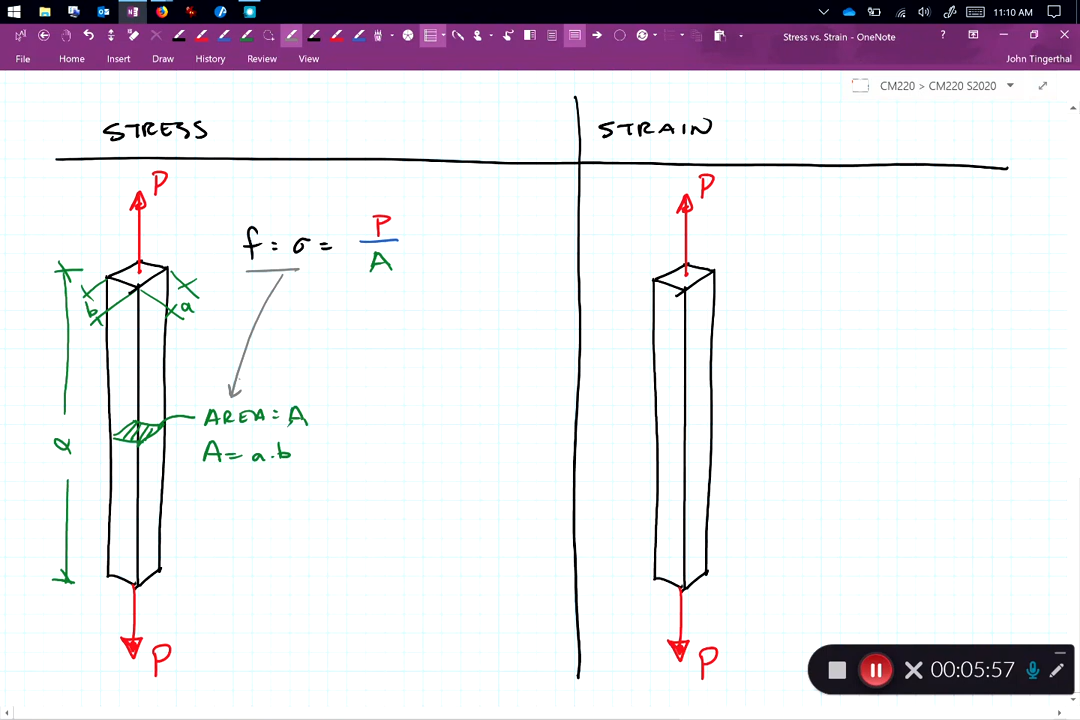 11:10 AM
Stress vs. Strain - OneNote
?
File Home Insert Draw History Review View
John Tingerthal
CM220 > CM220 S2020
STRESS
STRAIN
P
f = σ = P
A
b
a
AREA = A
A = a.b
P
P
P
00:05:57